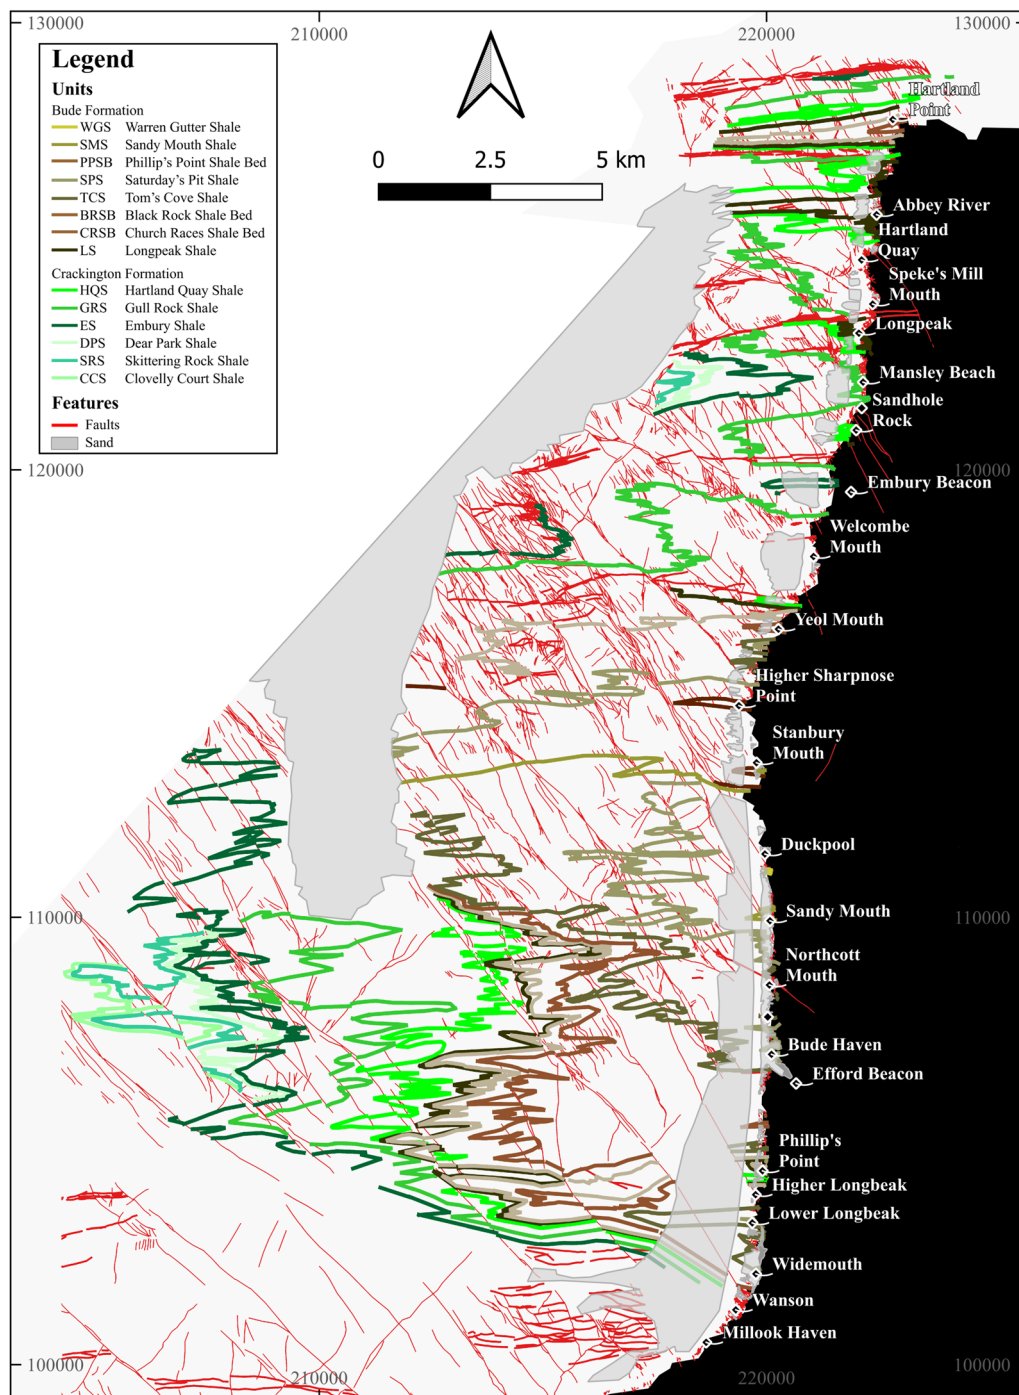 130000
210000
220000
130000
Legend
Units
Bude Formation
WGS Warren Gutter Shale
SMS Sandy Mouth Shale
PPSB Phillip's Point Shale Bed
SPS Saturday's Pit Shale
TCS Tom's Cove Shale
BRSB Black Rock Shale Bed
CRSB Church Races Shale Bed
LS Longpeak Shale
Crackington Formation
HQS Hartland Quay Shale
GRS Gull Rock Shale
ES Embury Shale
DPS Dear Park Shale
SRS Skittering Rock Shale
CCS Clovelly Court Shale
Features
Faults
Sand
0 2.5 5 km
Hartland
Point
Abbey River
Hartland
Quay
Speke's Mill
Mouth
Longpeak
Mansley Beach
Sandhole
Rock
120000
120000
Embury Beacon
Welcombe
Mouth
Yeol Mouth
Higher Sharpnose
Point
Stanbury
Mouth
Duckpool
110000
Sandy Mouth
110000
Northcott
Mouth
Bude Haven
Efford Beacon
Phillip's
Point
Higher Longbeak
Lower Longbeak
Widemouth
Wanson
Millook Haven
100000
210000
220000
100000